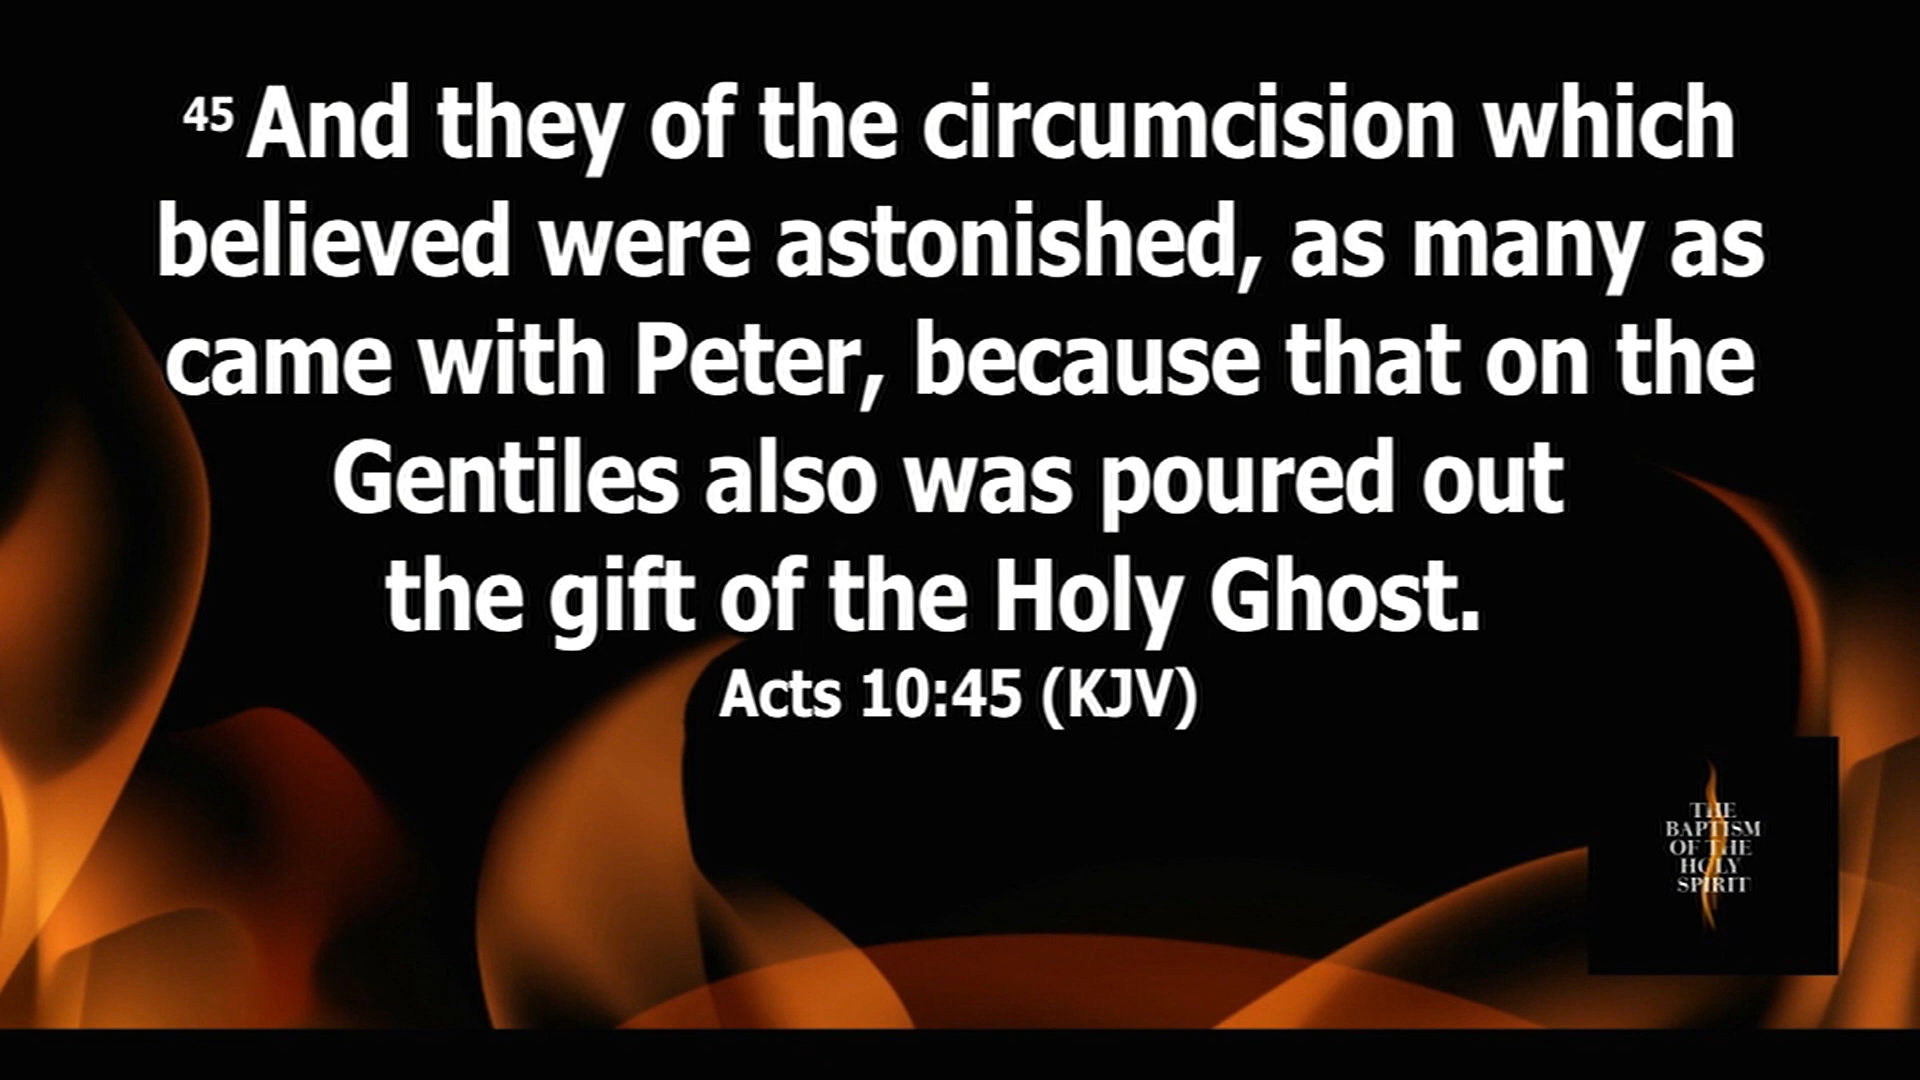 45 And they of the circumcision which
believed were astonished, as many as
came with Peter, because that on the
Gentiles also was poured out
the gift of the Holy Ghost.
Acts 10:45 (KJV)
THE
BAPTISM
OF THE
HOLY
SPIRIT